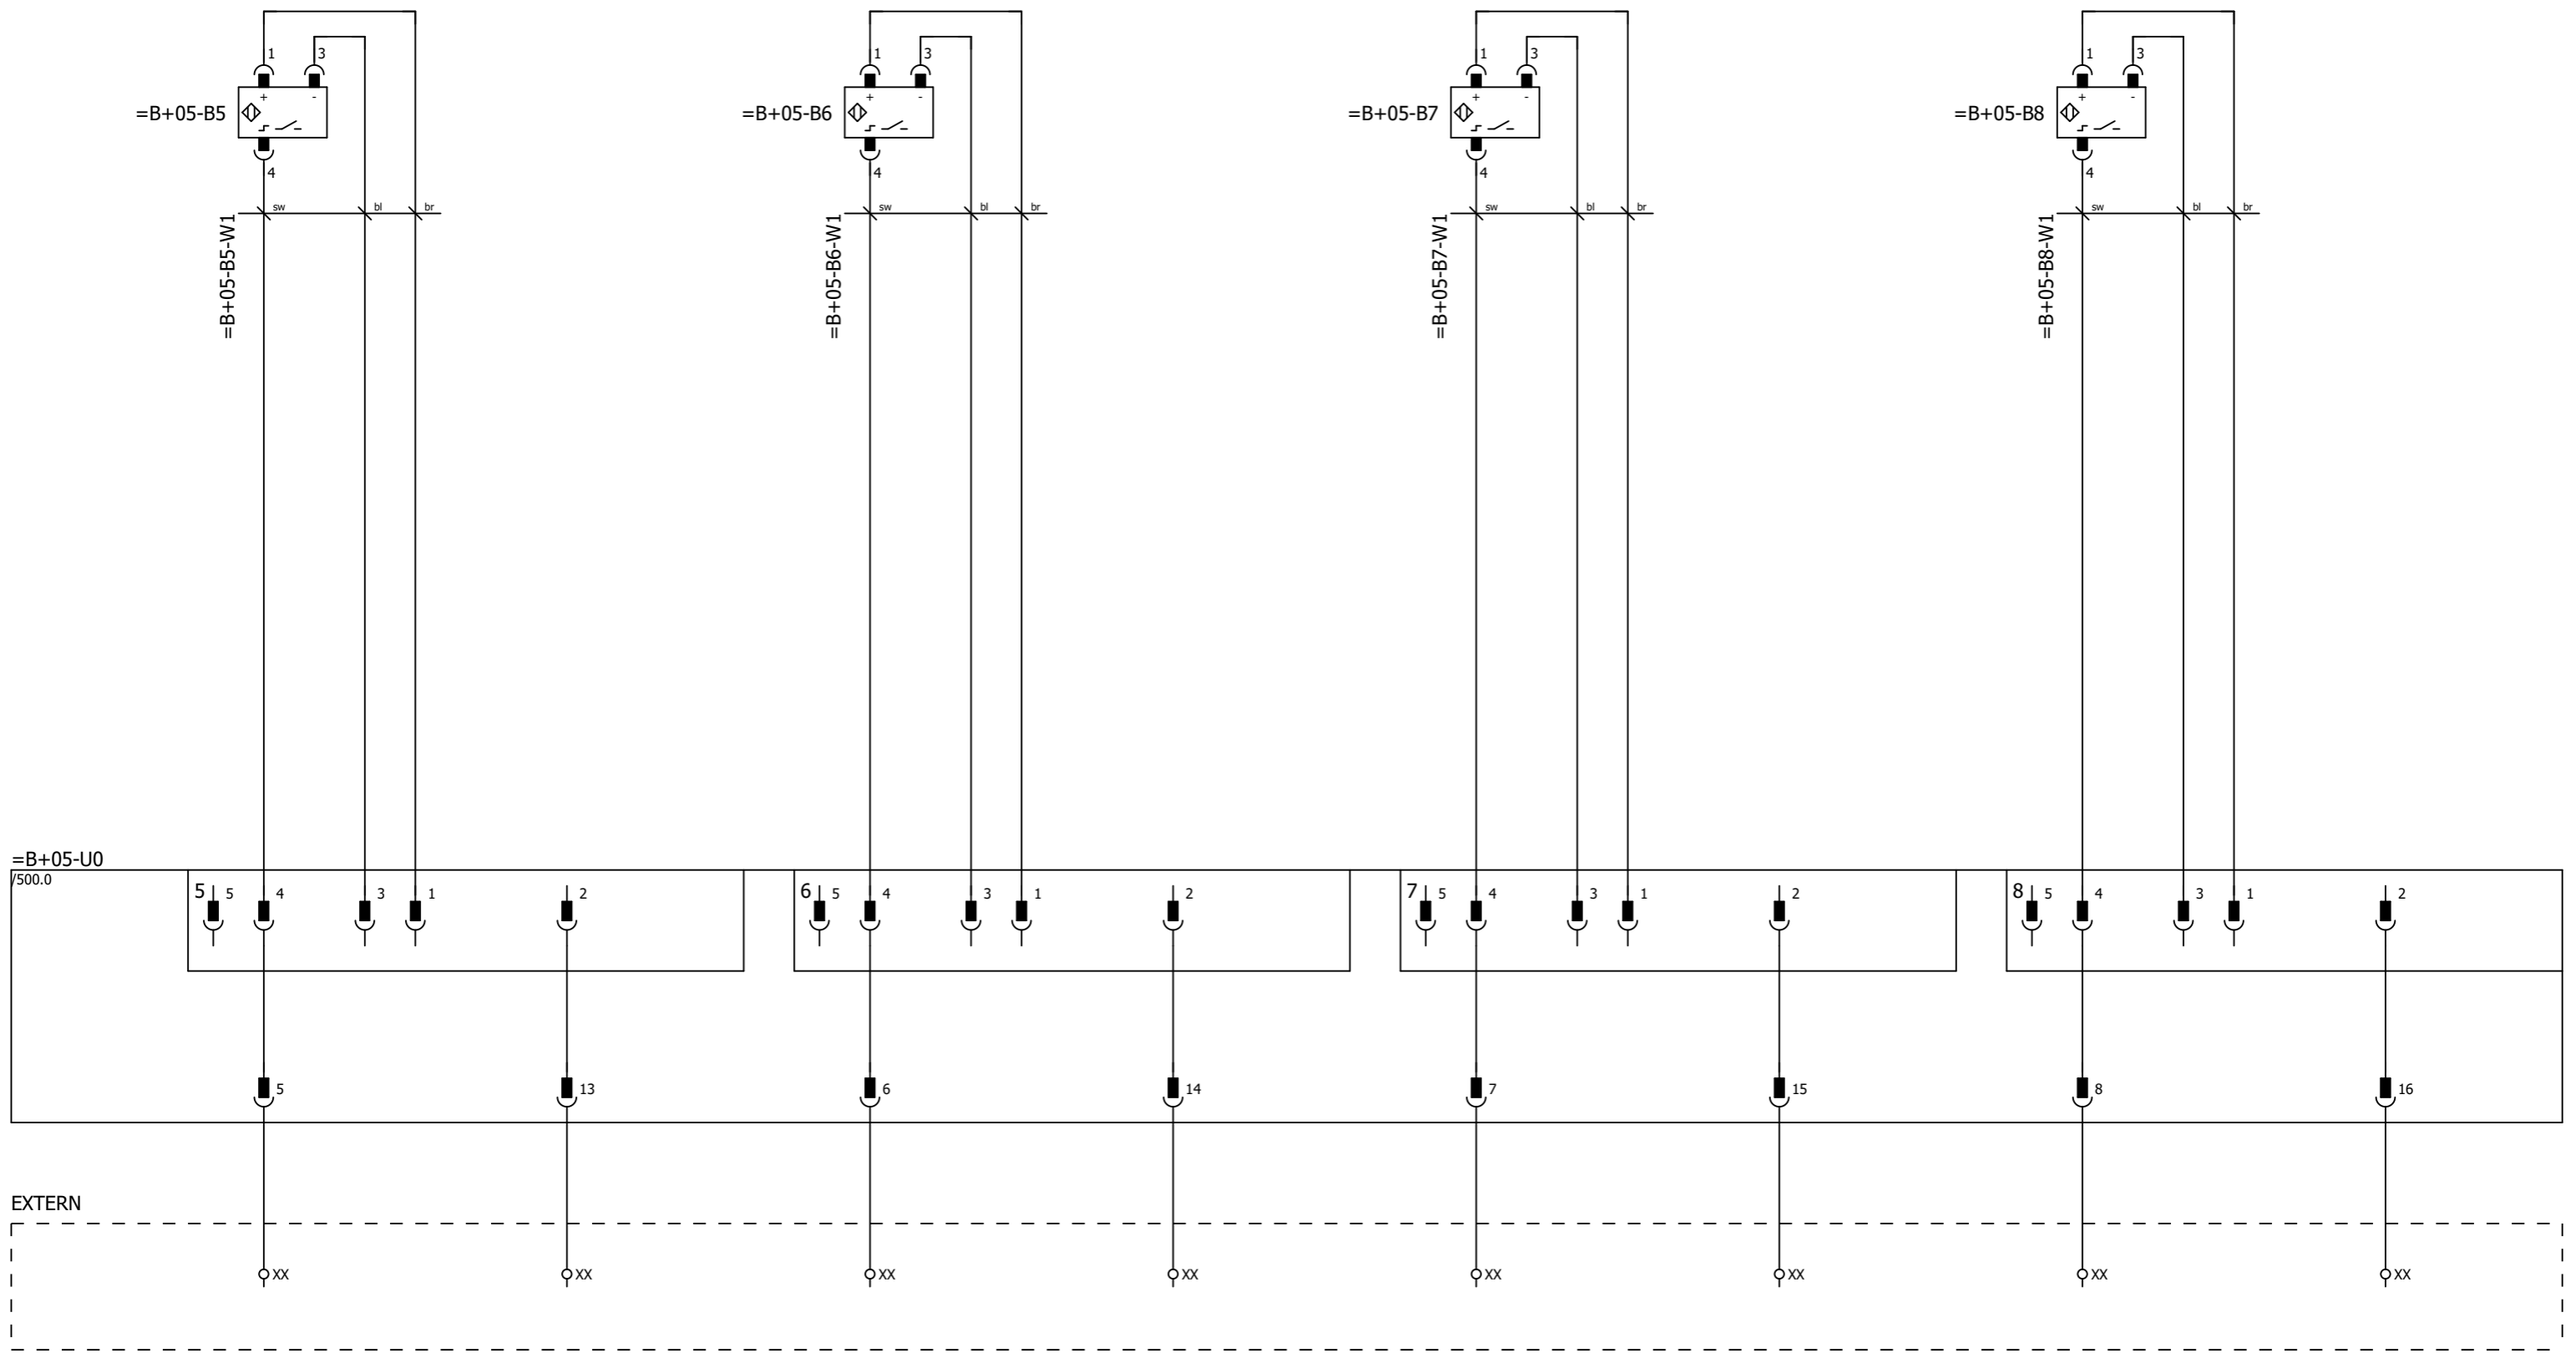 1 3 1 3 1 3 1 3
+ - + - + - + -
=B+05-B5 =B+05-B6 =B+05-B7 =B+05-B8
4 4 4 4
sw bl br sw bl br sw bl br sw bl br
=B+05-B5-W1 =B+05-B6-W1 =B+05-B7-W1 =B+05-B8-W1
=B+05-U0
/500.0
5 5 4 3 1 2 6 5 4 3 1 2 7 5 4 3 1 2 8 5 4 3 1 2
5 13 6 14 7 15 8 16
EXTERN
XX XX XX XX XX XX XX XX